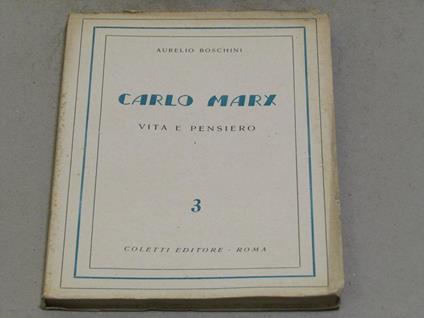 AURELIO BOSCHINI
CARLO MARX
VITA E PENSIERO
3
COLETTI EDITORE - ROMA